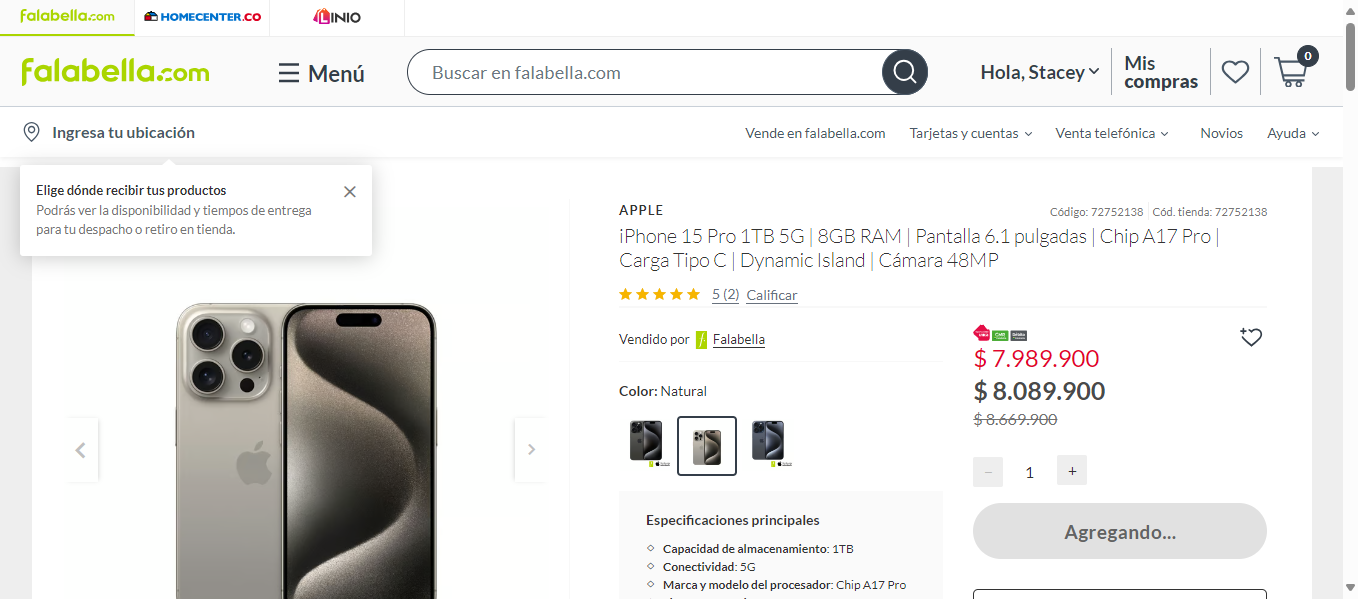 falabella.com
HOMECENTER.CO
LINIO
falabella.com
Menú
Buscar en falabella.com
Hola, Stacey
Mis
compras
0
Ingresa tu ubicación
Vende en falabella.com
Tarjetas y cuentas
Venta telefónica
Novios
Ayuda
Elige dónde recibir tus productos
Podrás ver la disponibilidad y tiempos de entrega
para tu despacho o retiro en tienda.
APPLE
Código: 72752138
Cód. tienda: 72752138
iPhone 15 Pro 1TB 5G | 8GB RAM | Pantalla 6.1 pulgadas | Chip A17 Pro |
Carga Tipo C | Dynamic Island | Cámara 48MP
5 (2)
Calificar
Vendido por
Falabella
$ 7.989.900
$ 8.089.900
$ 8.669.900
Color: Natural
− 1 +
Agregando...
Especificaciones principales
Capacidad de almacenamiento: 1TB
Conectividad: 5G
Marca y modelo del procesador: Chip A17 Pro